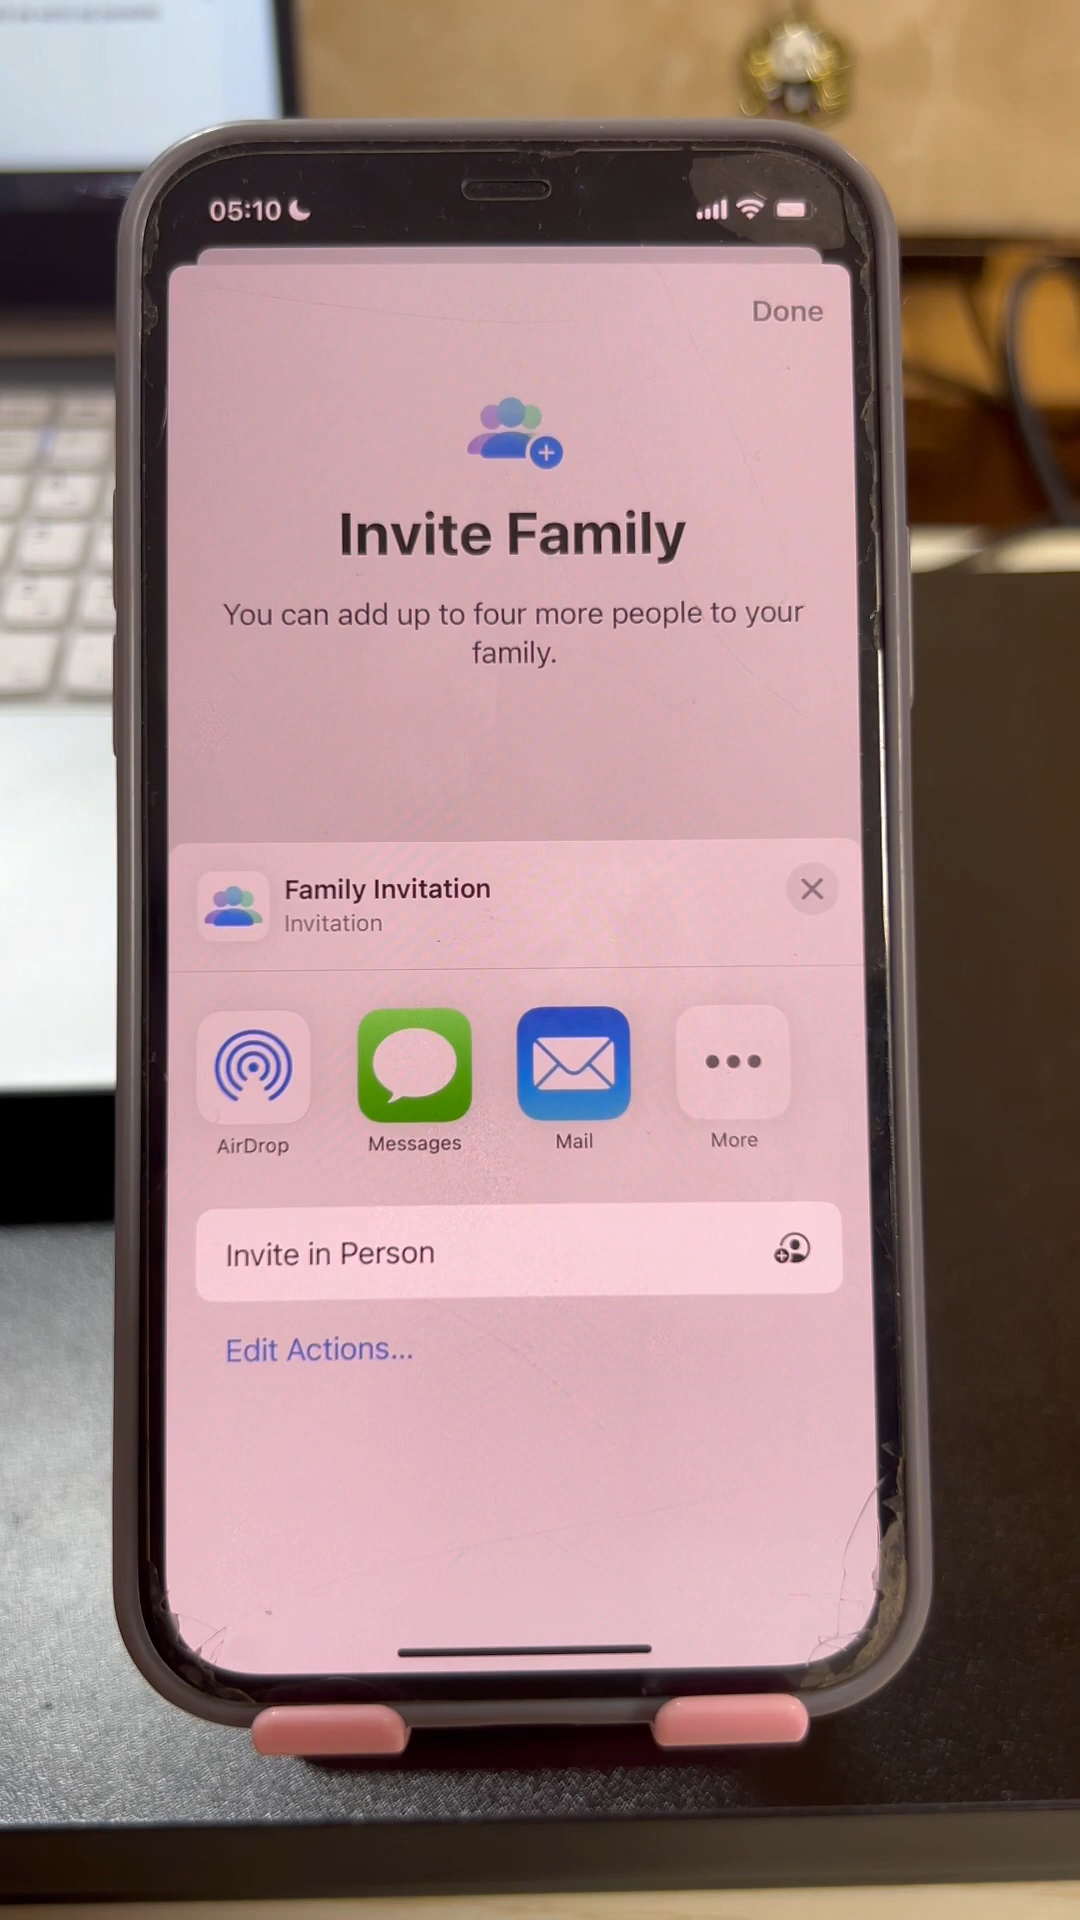 05:10
Done
Invite Family
You can add up to four more people to your
family.
Family Invitation
Invitation
AirDrop
Messages
Mail
More
Invite in Person
Edit Actions...